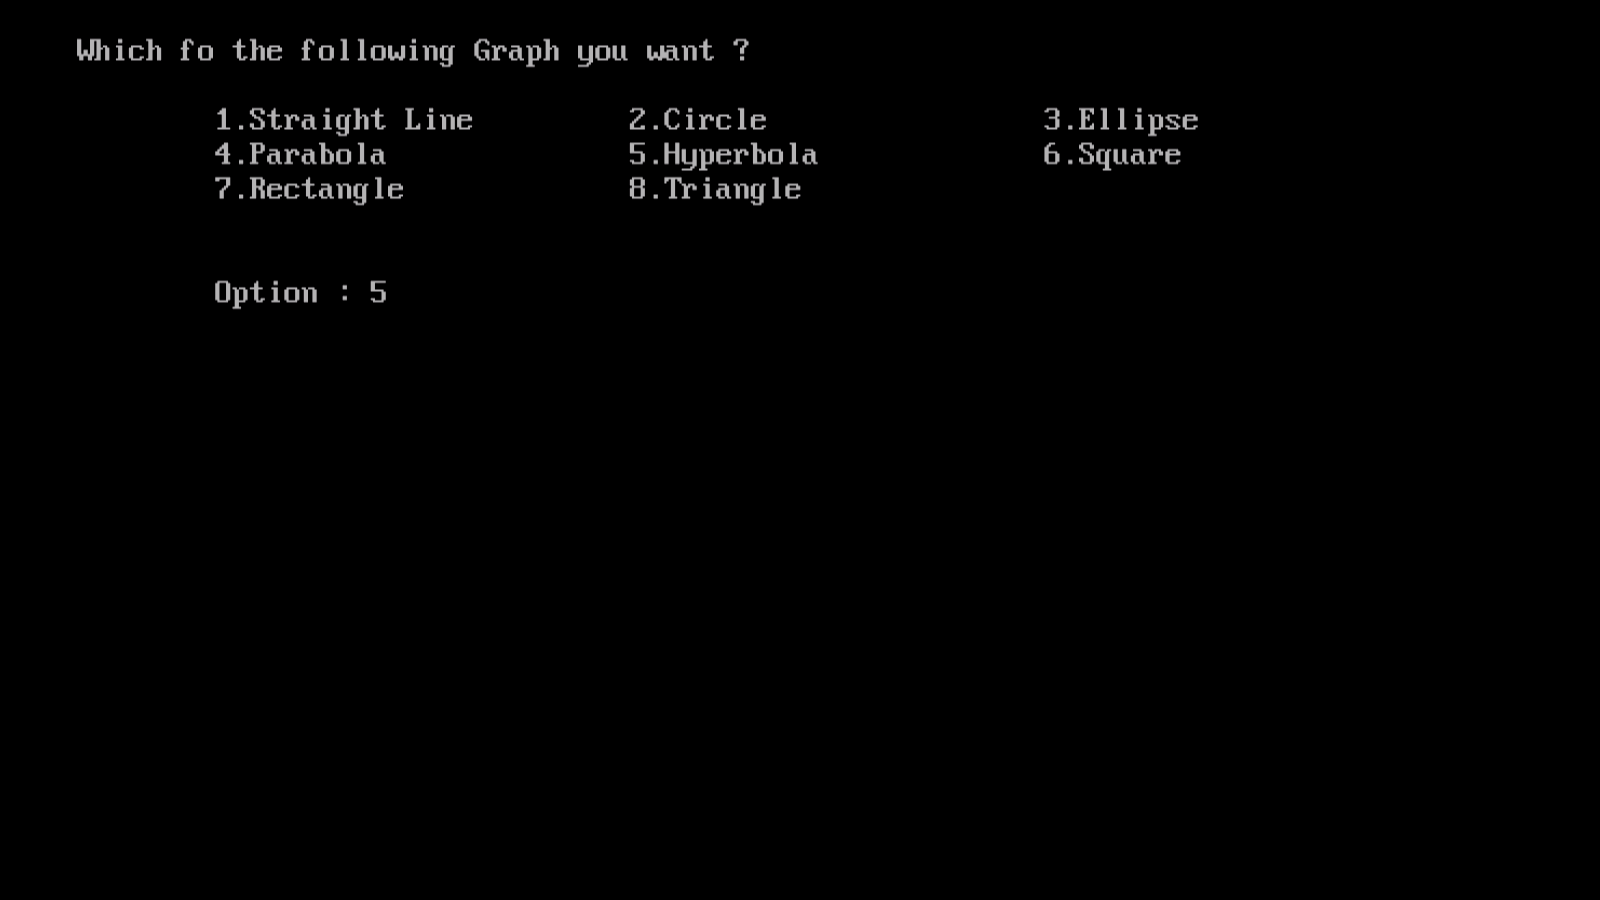 Which fo the following Graph you want ?
1.Straight Line 2.Circle 3.Ellipse
4.Parabola 5.Hyperbola 6.Square
7.Rectangle 8.Triangle
Option : 5